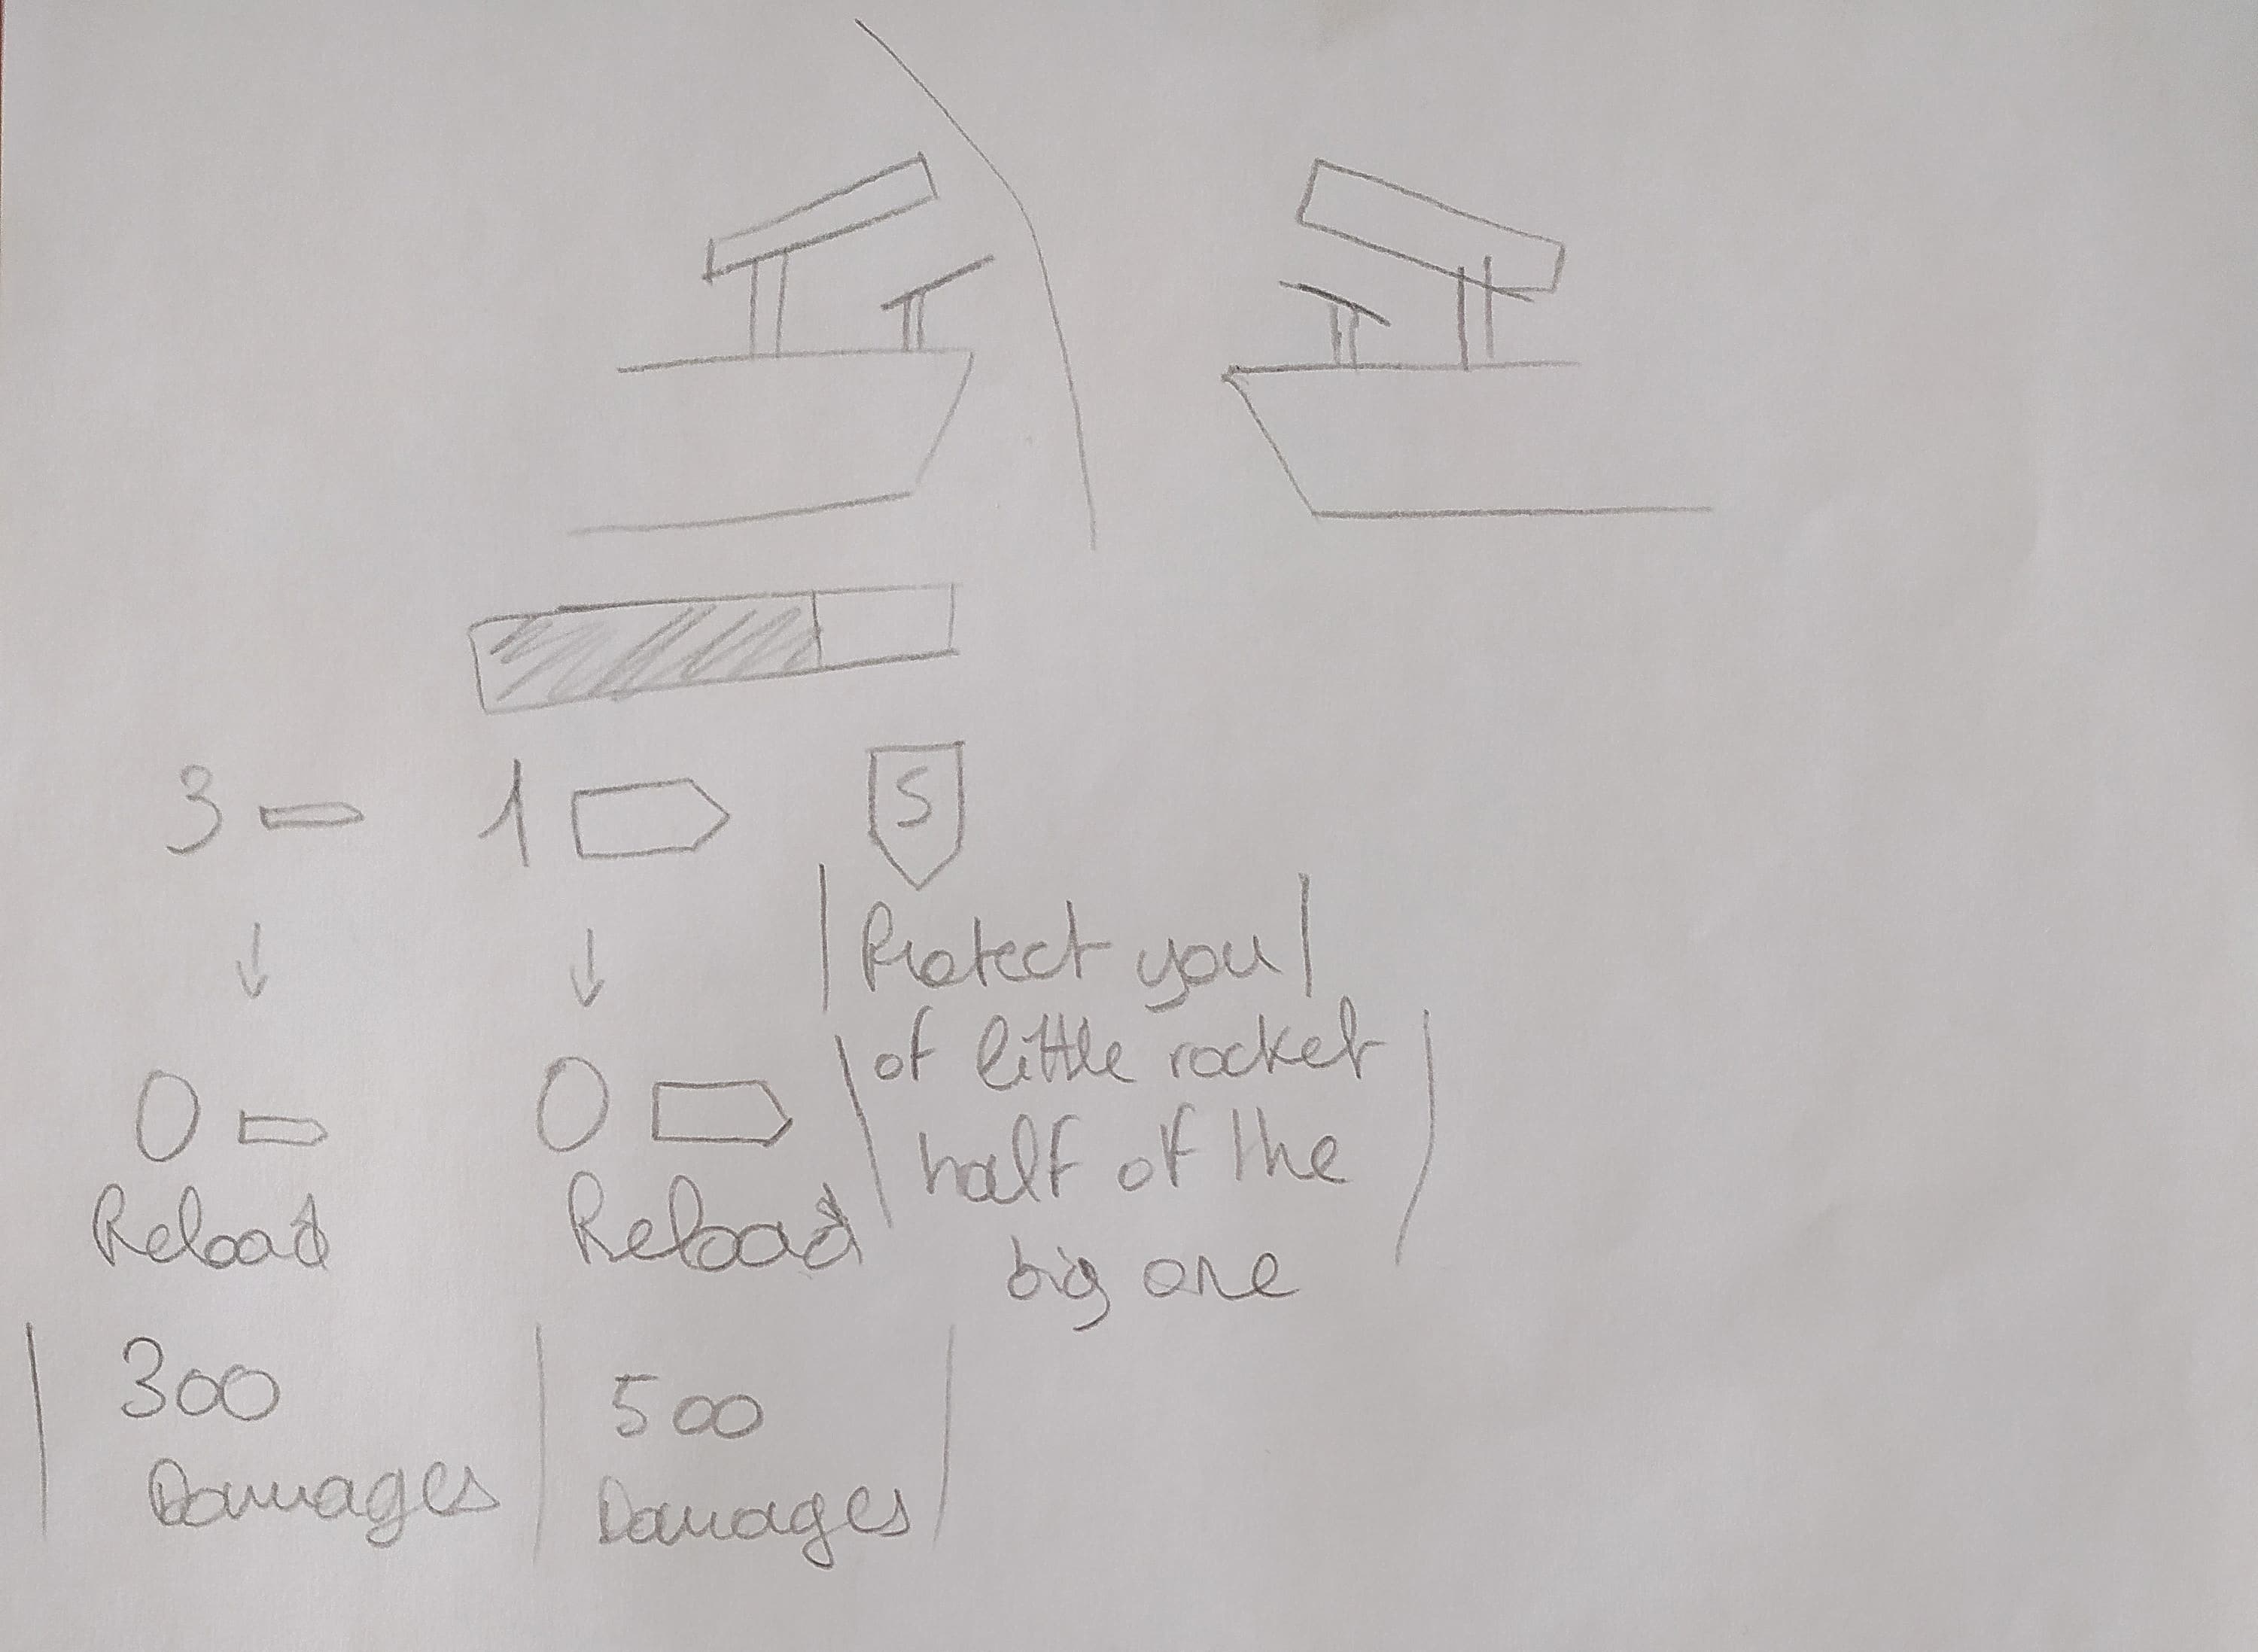 3 1 S
Protect you
of little rocket
half of the
big one
0 0
Reload Reload
300 500
Damages Damages